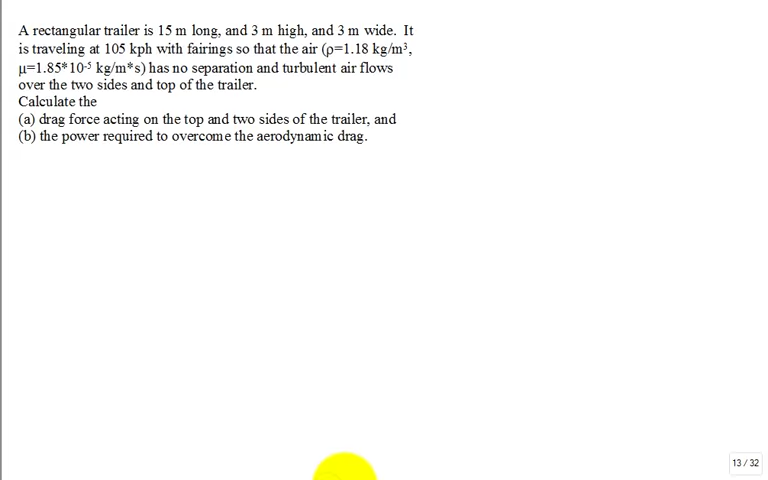 A rectangular trailer is 15 m long, and 3 m high, and 3 m wide. It
is traveling at 105 kph with fairings so that the air (ρ=1.18 kg/m³,
μ=1.85*10⁻⁵ kg/m*s) has no separation and turbulent air flows
over the two sides and top of the trailer.
Calculate the
(a) drag force acting on the top and two sides of the trailer, and
(b) the power required to overcome the aerodynamic drag.
13 / 32